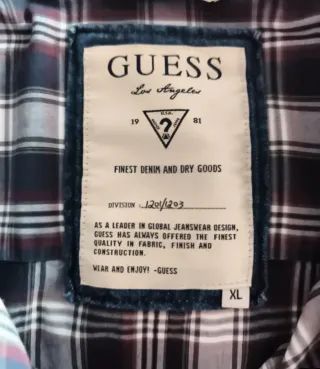 GUESS
Los Angeles
U.S.A.
19 ? 81
FINEST DENIM AND DRY GOODS
DIVISION : 1201/1203
AS A LEADER IN GLOBAL JEANSWEAR DESIGN,
GUESS HAS ALWAYS OFFERED THE FINEST
QUALITY IN FABRIC, FINISH AND
CONSTRUCTION.
WEAR AND ENJOY! -GUESS
XL